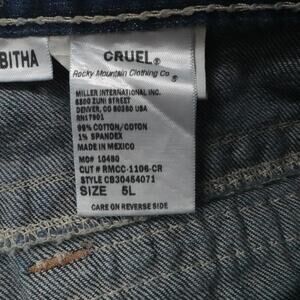 BITHA
CRUEL®
Rocky Mountain Clothing Co ®
MILLER INTERNATIONAL INC.
8500 ZUNI STREET
DENVER, CO 80260 USA
RN17901
99% COTTON/COTON
1% SPANDEX
MADE IN MEXICO
MO# 10480
CUT # RMCC-1106-CR
STYLE CB30454071
SIZE 5L
CARE ON REVERSE SIDE